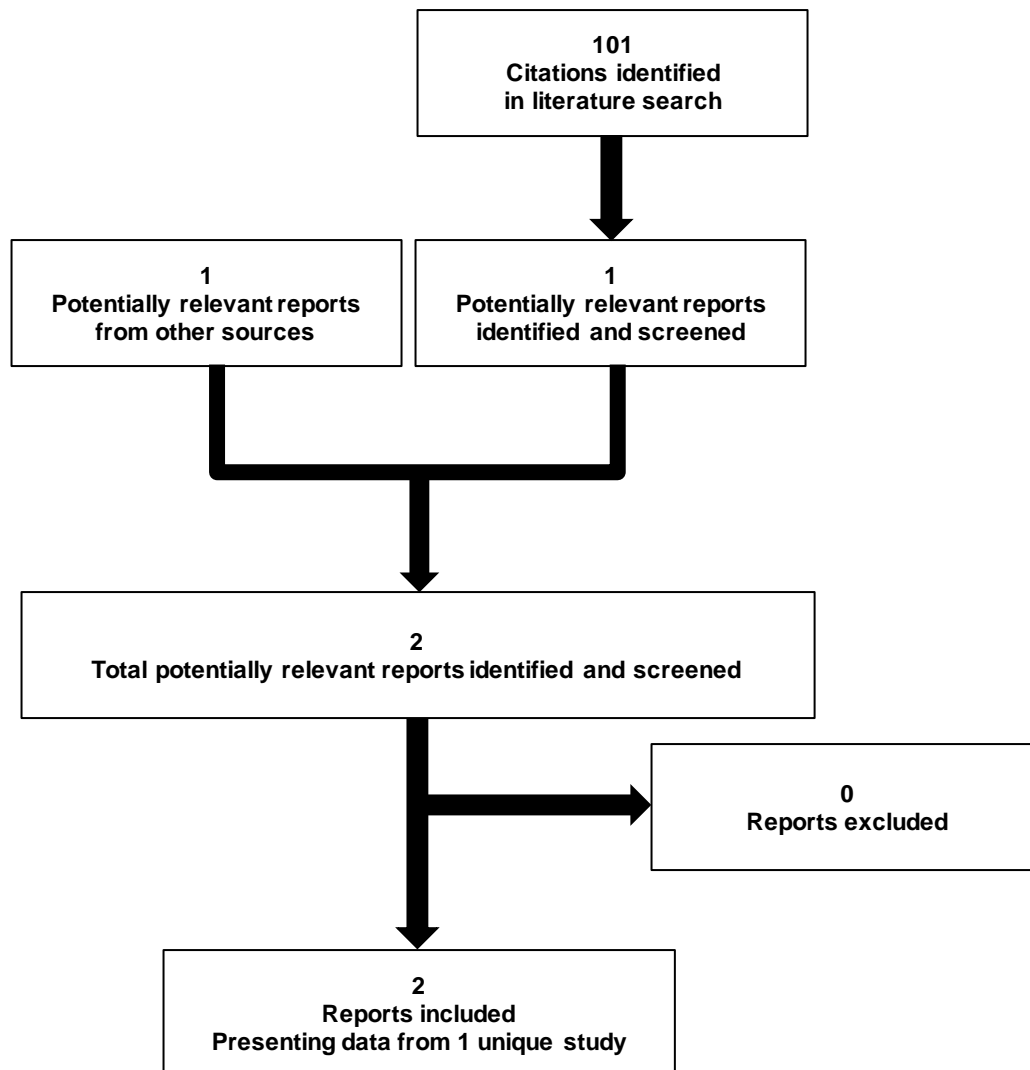 101
Citations identified
in literature search
1
Potentially relevant reports
from other sources
1
Potentially relevant reports
identified and screened
2
Total potentially relevant reports identified and screened
0
Reports excluded
2
Reports included
Presenting data from 1 unique study